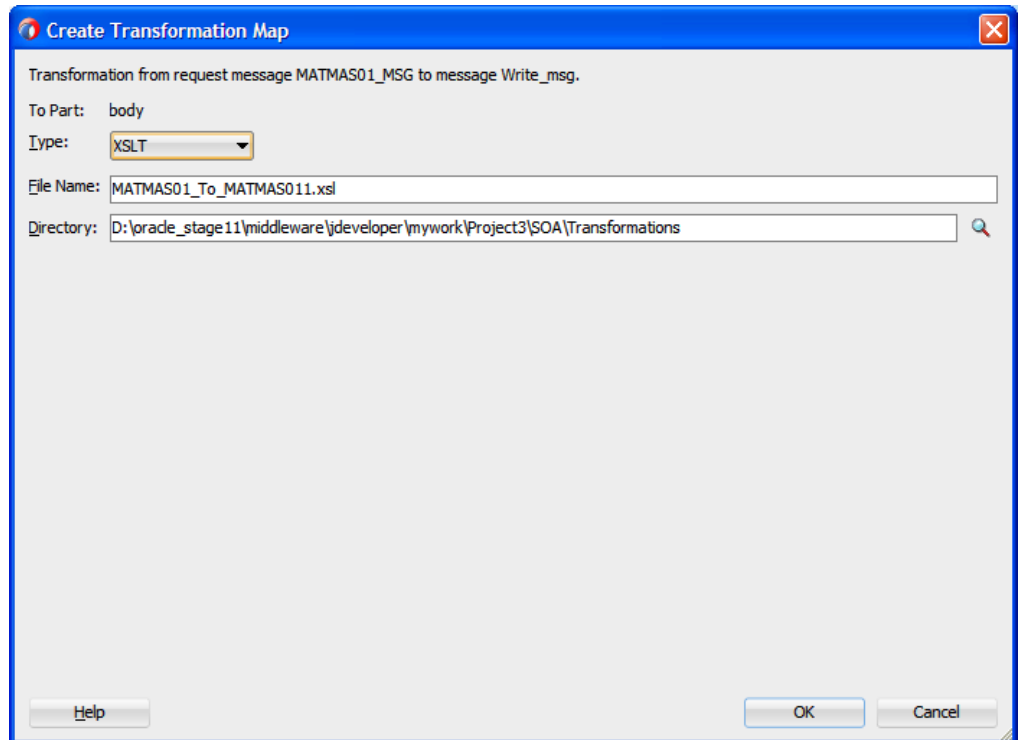 Create Transformation Map
Transformation from request message MATMAS01_MSG to message Write_msg.
To Part: body
Type: XSLT
File Name: MATMAS01_To_MATMAS011.xsl
Directory: D:\oracle_stage11\middleware\jdeveloper\mywork\Project3\SOA\Transformations
Help OK Cancel